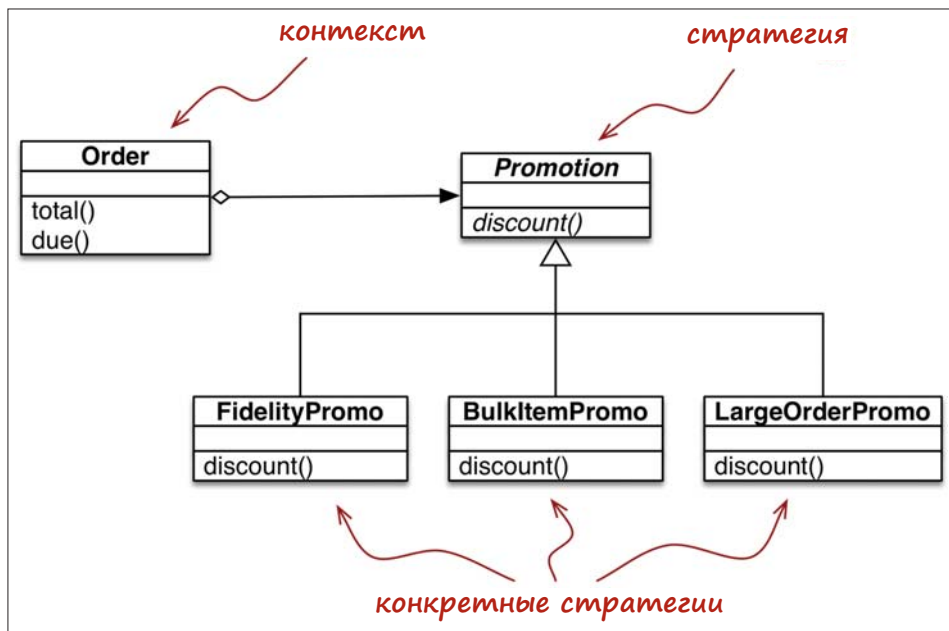 контекст
стратегия
Order
total()
due()
Promotion
discount()
FidelityPromo
discount()
BulkItemPromo
discount()
LargeOrderPromo
discount()
конкретные стратегии